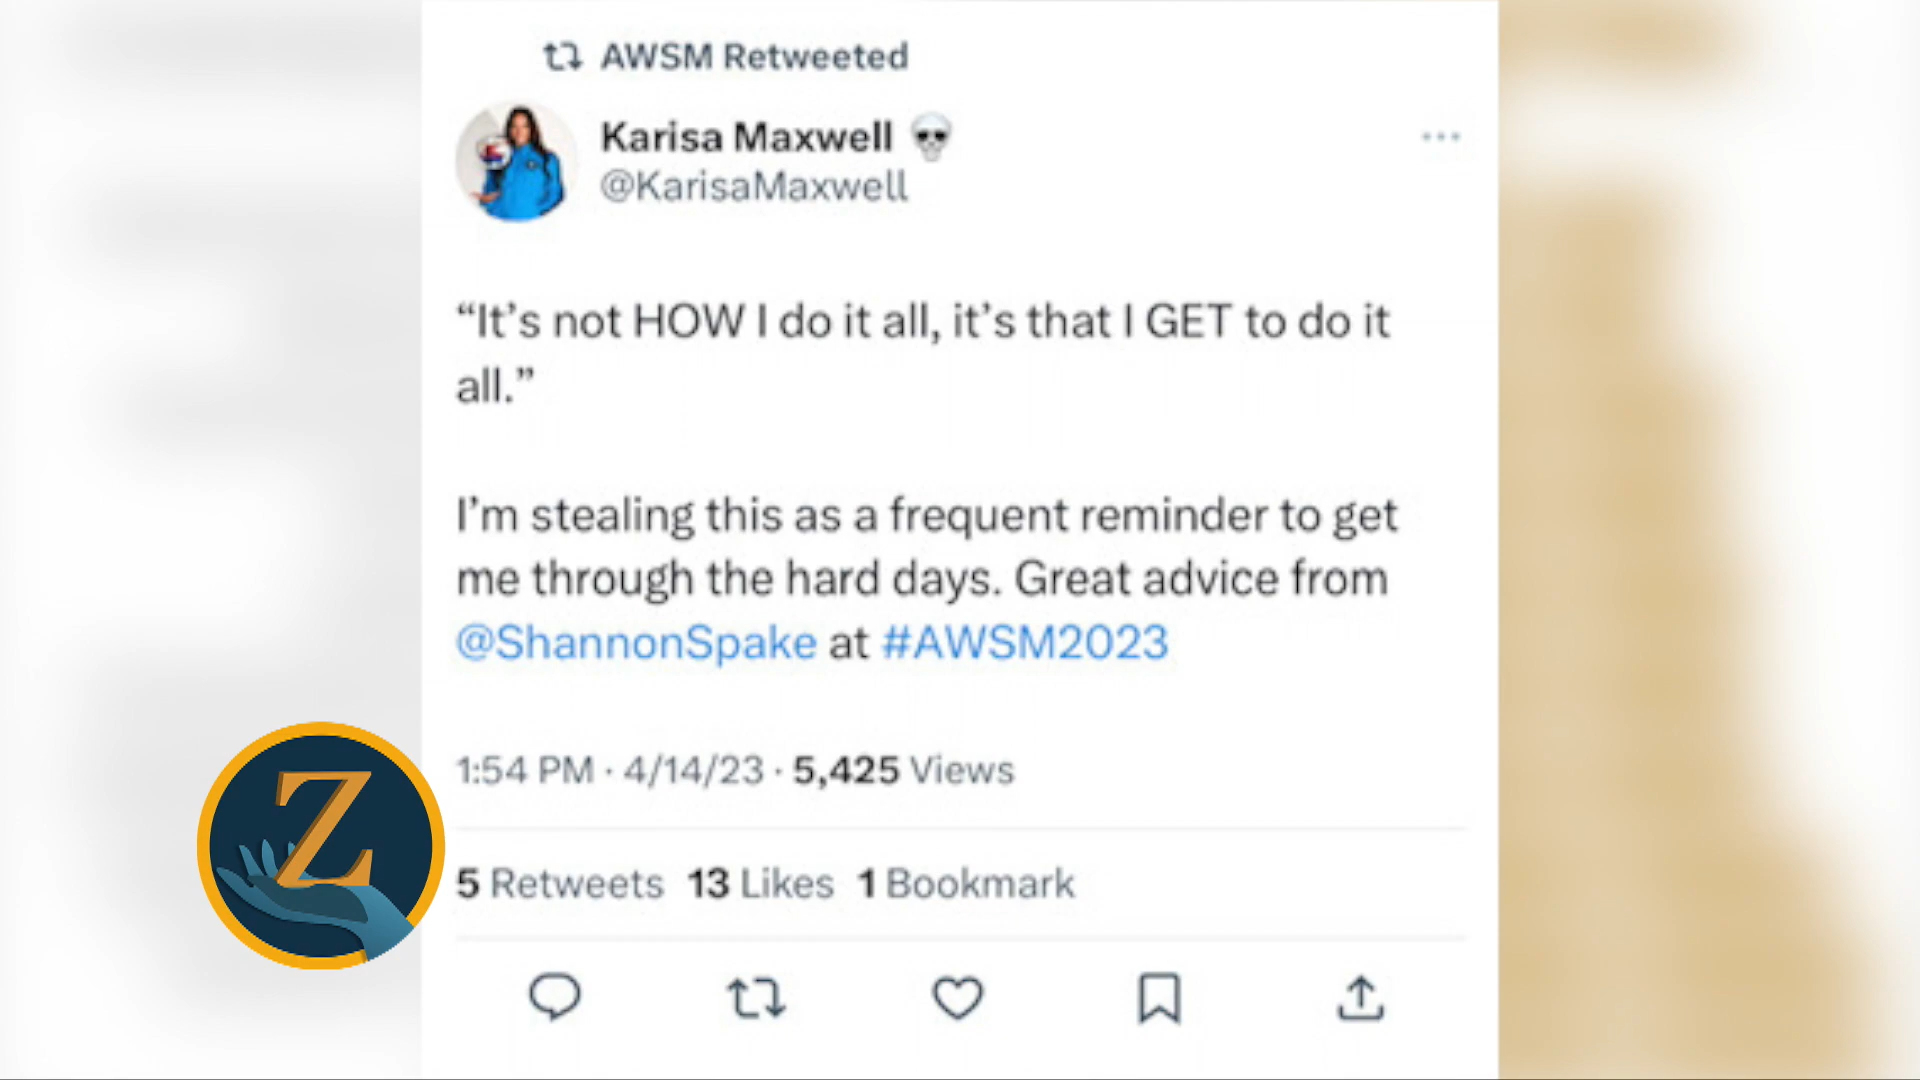 AWSM Retweeted
Karisa Maxwell 💀
@KarisaMaxwell
“It’s not HOW I do it all, it’s that I GET to do it
all.”
I’m stealing this as a frequent reminder to get
me through the hard days. Great advice from
@ShannonSpake at #AWSM2023
1:54 PM · 4/14/23 · 5,425 Views
5 Retweets 13 Likes 1 Bookmark
Z